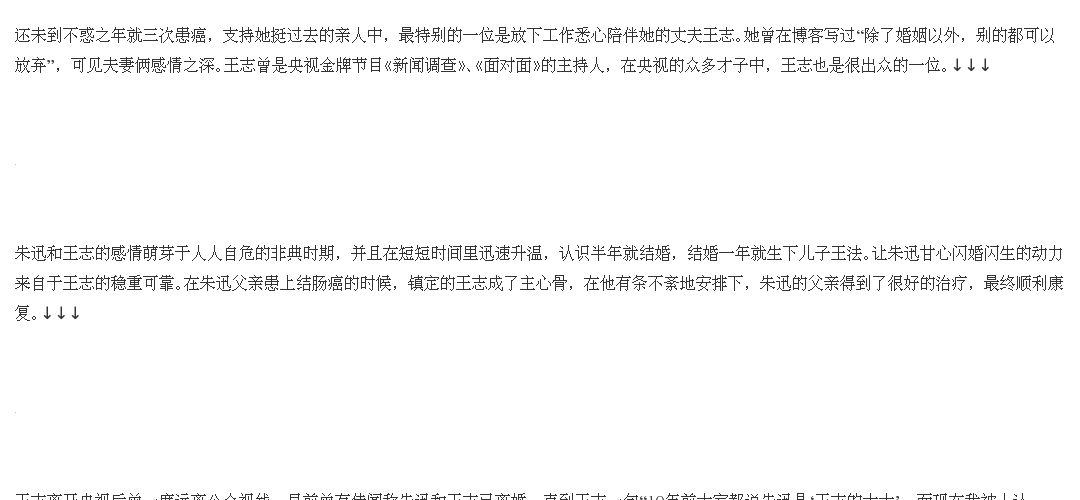 还未到不惑之年就三次患癌，支持她挺过去的亲人中，最特别的一位是放下工作悉心陪伴她的丈夫王志。她曾在博客写过“除了婚姻以外，别的都可以
放弃”，可见夫妻俩感情之深。王志曾是央视金牌节目《新闻调查》、《面对面》的主持人，在央视的众多才子中，王志也是很出众的一位。↓↓↓
朱迅和王志的感情萌芽于人人自危的非典时期，并且在短短时间里迅速升温，认识半年就结婚，结婚一年就生下儿子王法。让朱迅甘心闪婚闪生的动力
来自于王志的稳重可靠。在朱迅父亲患上结肠癌的时候，镇定的王志成了主心骨，在他有条不紊地安排下，朱迅的父亲得到了很好的治疗，最终顺利康
复。↓↓↓